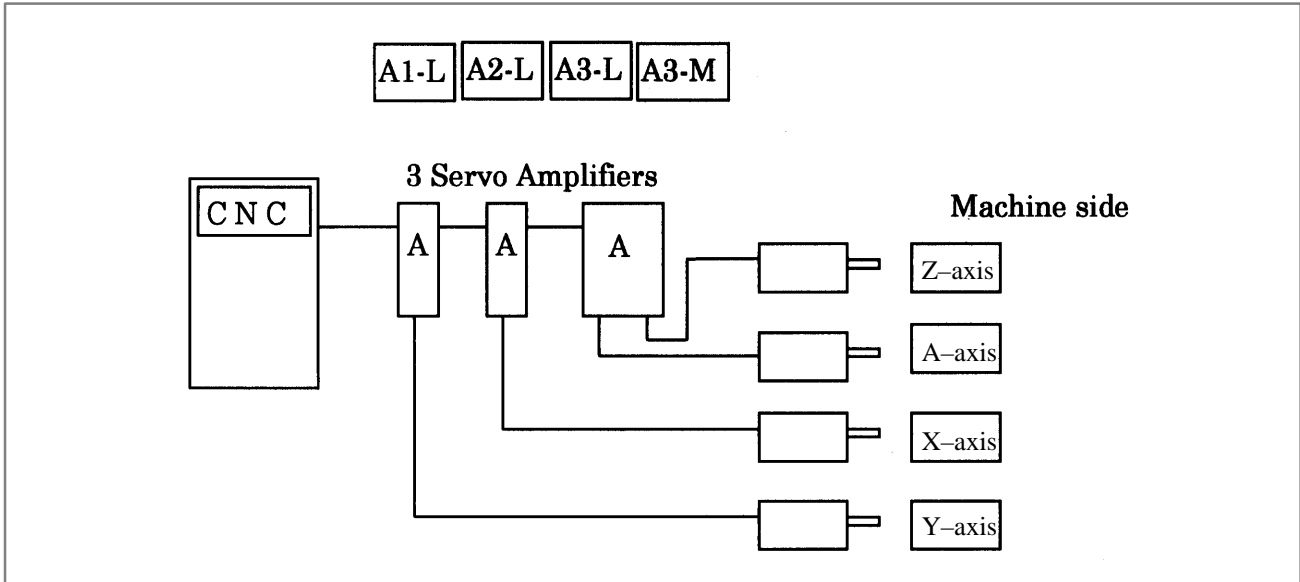 A1-L A2-L A3-L A3-M
3 Servo Amplifiers
CNC
A A A
Machine side
Z–axis
A–axis
X–axis
Y–axis